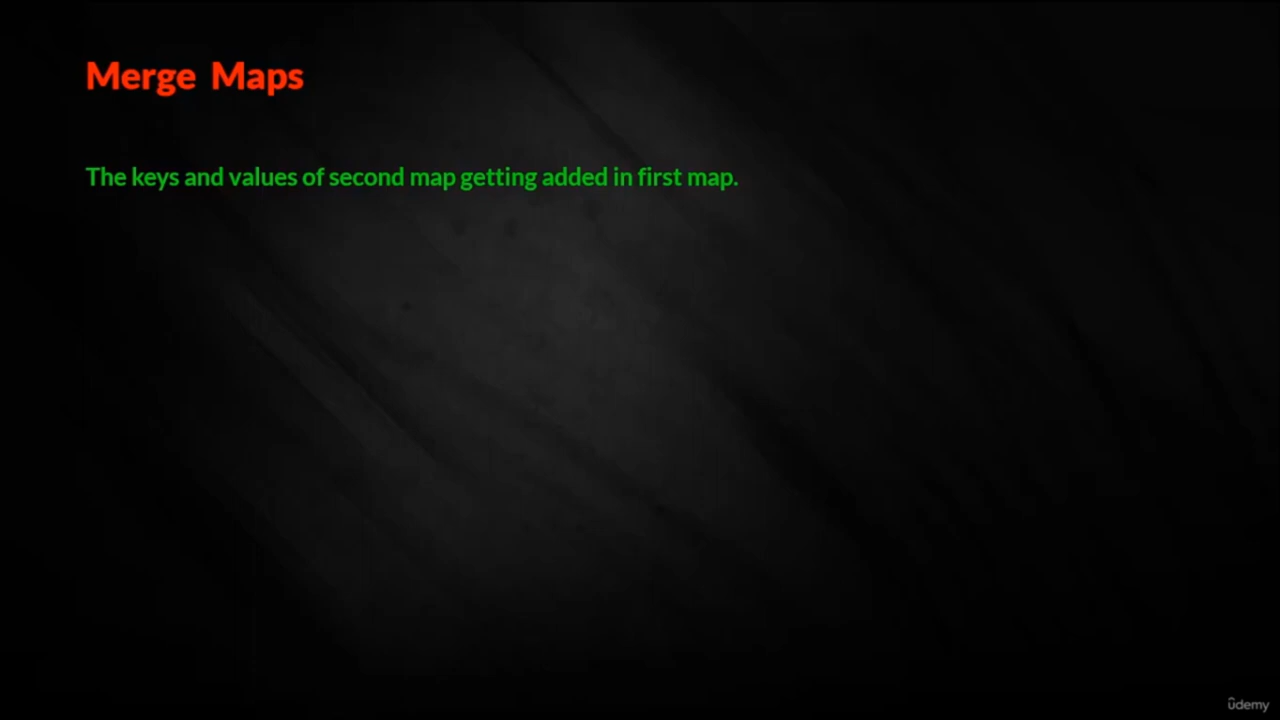 Merge Maps
The keys and values of second map getting added in first map.
ûdemy